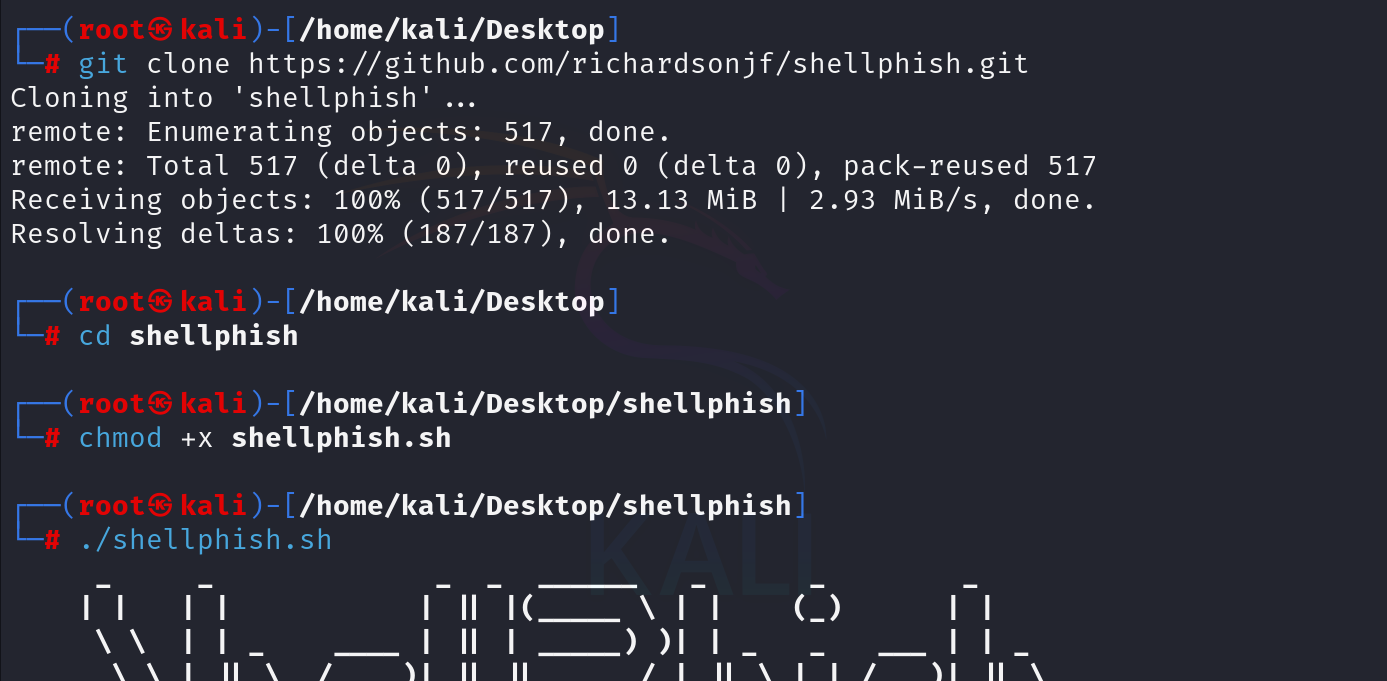 ┌──(root㉿kali)-[/home/kali/Desktop]
└─# git clone https://github.com/richardsonjf/shellphish.git
Cloning into 'shellphish'...
remote: Enumerating objects: 517, done.
remote: Total 517 (delta 0), reused 0 (delta 0), pack-reused 517
Receiving objects: 100% (517/517), 13.13 MiB | 2.93 MiB/s, done.
Resolving deltas: 100% (187/187), done.
┌──(root㉿kali)-[/home/kali/Desktop]
└─# cd shellphish
┌──(root㉿kali)-[/home/kali/Desktop/shellphish]
└─# chmod +x shellphish.sh
┌──(root㉿kali)-[/home/kali/Desktop/shellphish]
└─# ./shellphish.sh
KALI